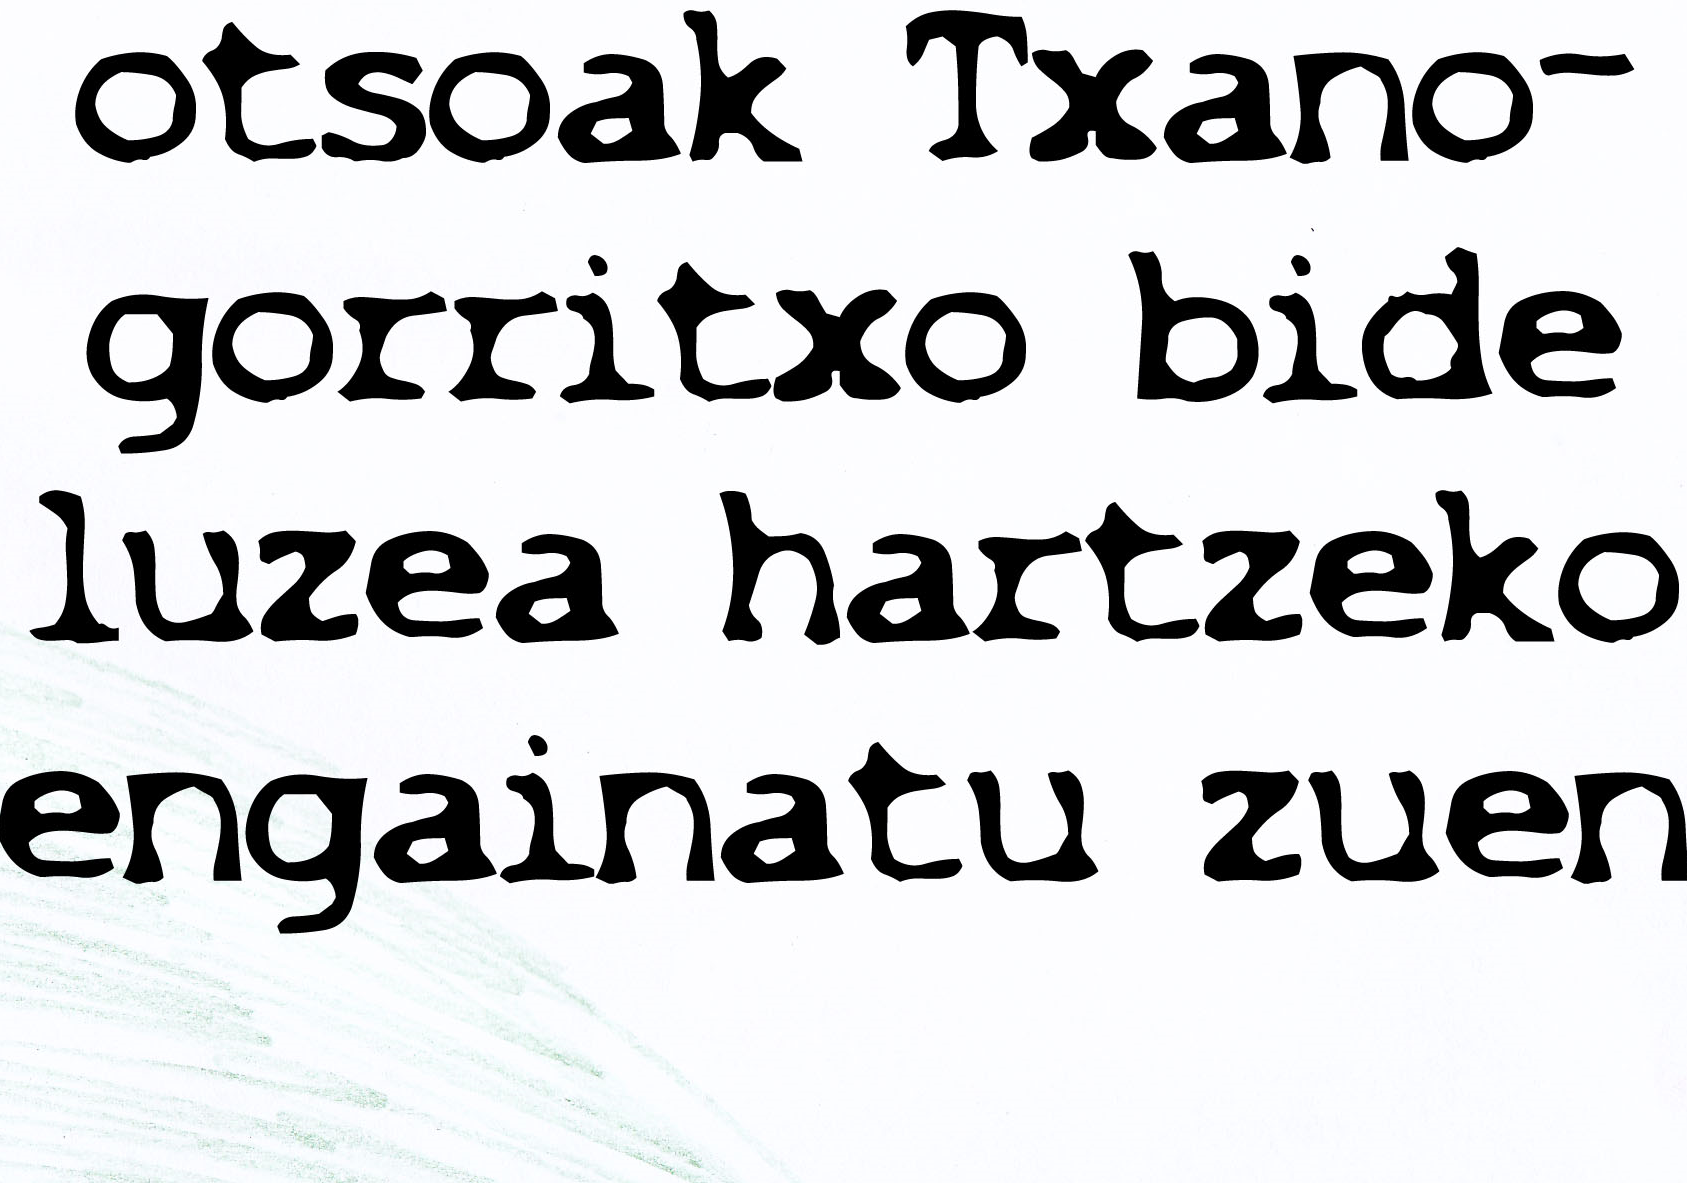 otsoak Txano-
gorritxo bide
luzea hartzeko
engainatu zuen